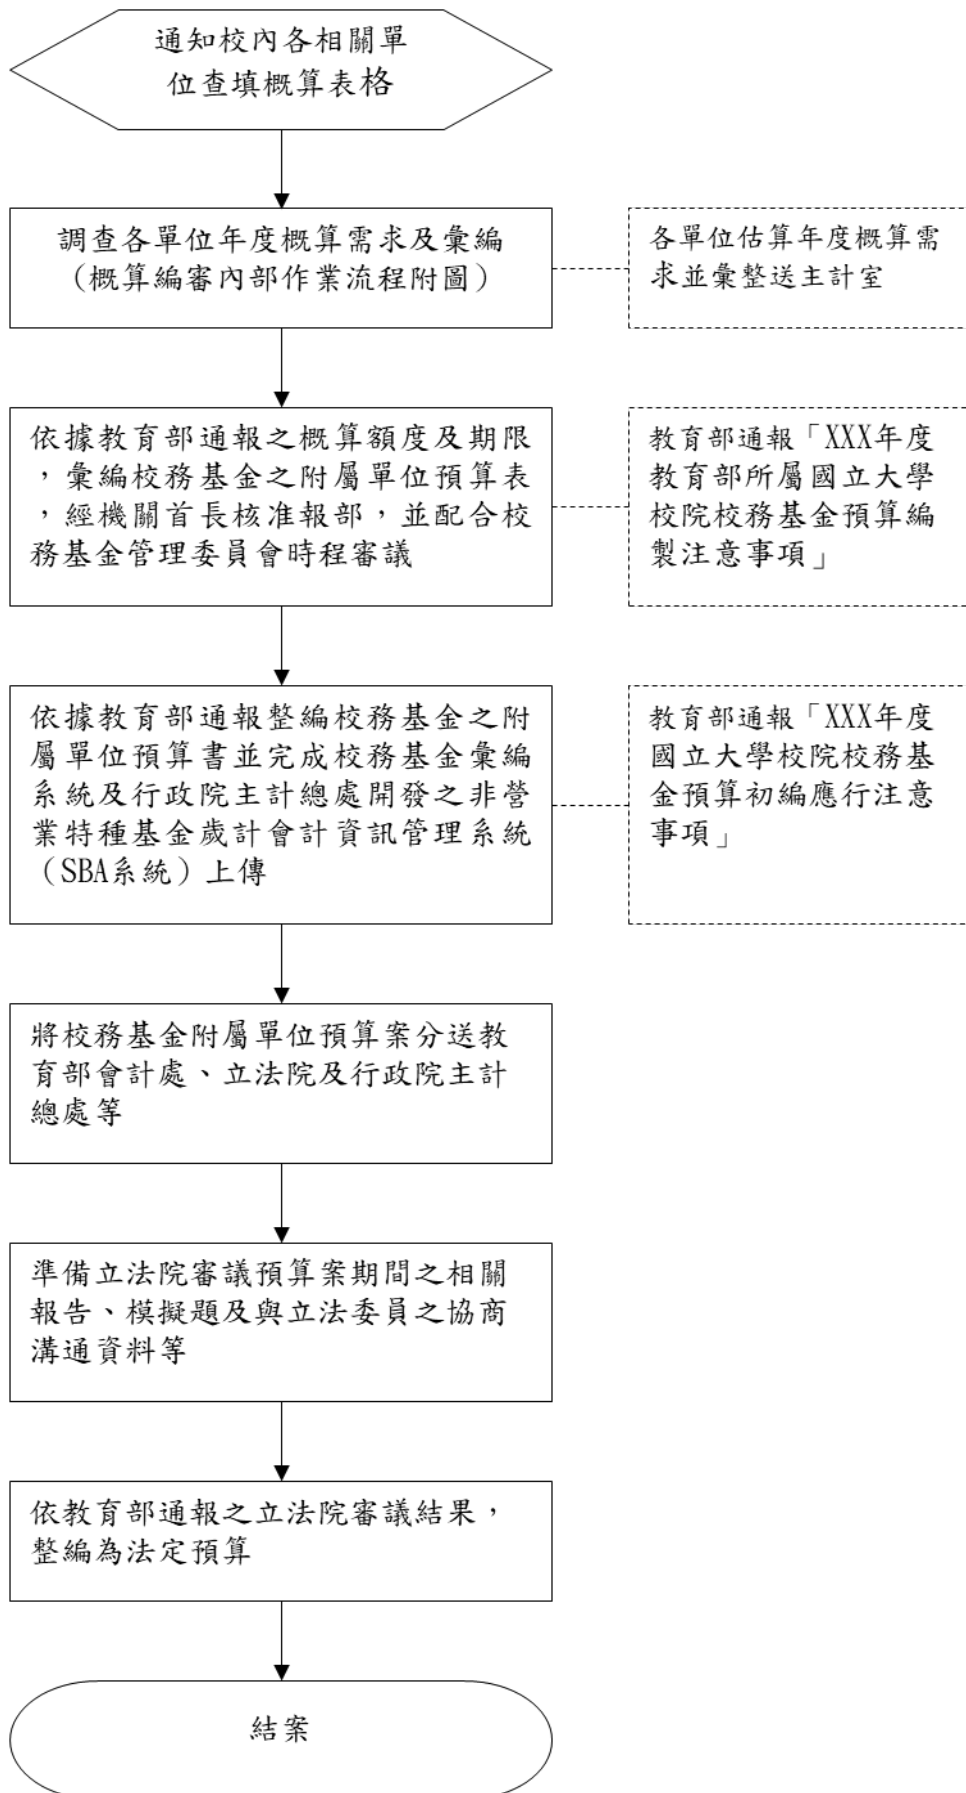 通知校內各相關單
位查填概算表格
調查各單位年度概算需求及彙編
（概算編審內部作業流程附圖）
各單位估算年度概算需
求並彙整送主計室
依據教育部通報之概算額度及期限
，彙編校務基金之附屬單位預算表
，經機關首長核准報部，並配合校
務基金管理委員會時程審議
教育部通報「XXX年度
教育部所屬國立大學
校院校務基金預算編
製注意事項」
依據教育部通報整編校務基金之附
屬單位預算書並完成校務基金彙編
系統及行政院主計總處開發之非營
業特種基金歲計會計資訊管理系統
（SBA系統）上傳
教育部通報「XXX年度
國立大學校院校務基
金預算初編應行注意
事項」
將校務基金附屬單位預算案分送教
育部會計處、立法院及行政院主計
總處等
準備立法院審議預算案期間之相關
報告、模擬題及與立法委員之協商
溝通資料等
依教育部通報之立法院審議結果，
整編為法定預算
結案